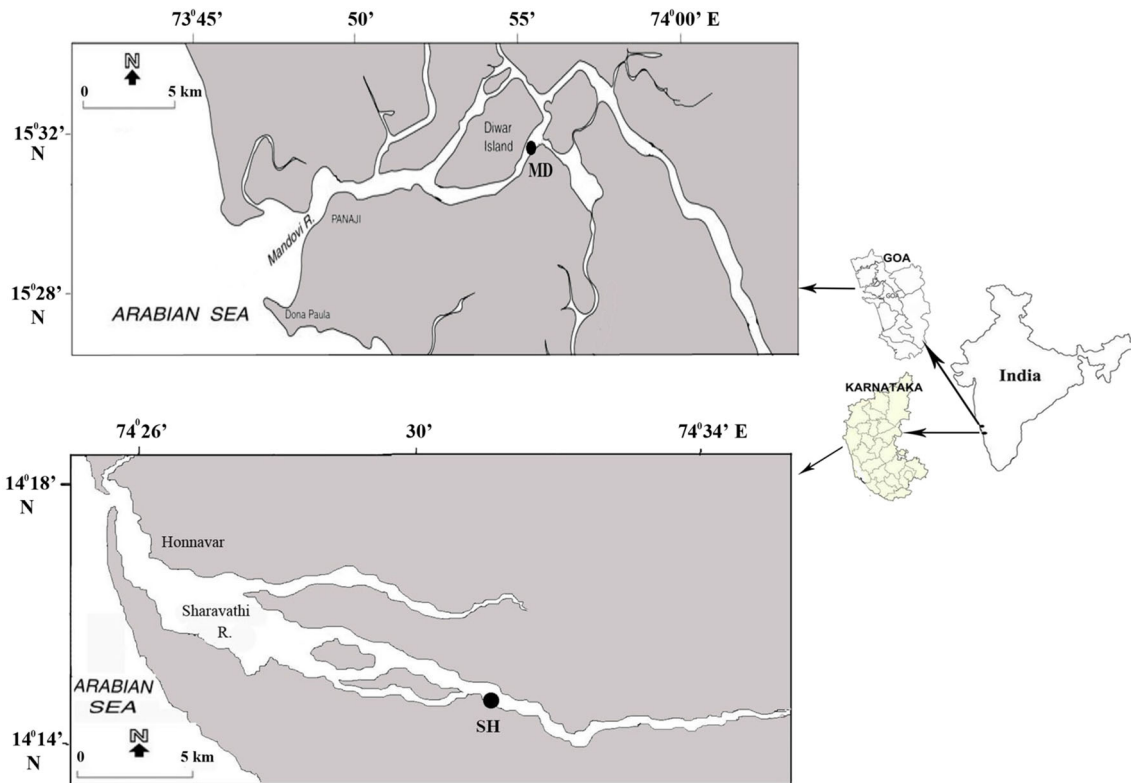 73⁰45’ 50’ 55’ 74⁰00’ E
N
0 5 km
15⁰32’
N
Diwar
Island
MD
Mandovi R.
PANAJI
15⁰28’
N
ARABIAN SEA
Dona Paula
GOA
GOA
India
KARNATAKA
74⁰26’ 30’ 74⁰34’ E
14⁰18’
N
Honnavar
Sharavathi
R.
ARABIAN
SEA
SH
N
14⁰14’
N
0 5 km